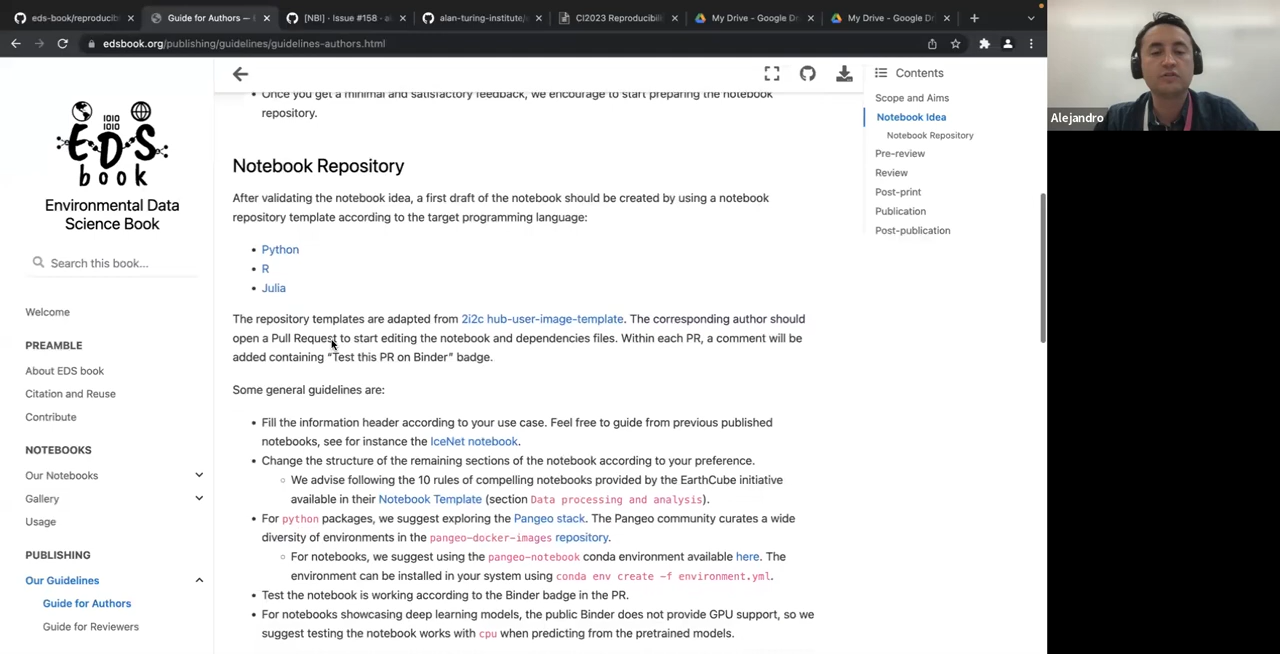 eds-book/reproducib
Guide for Authors —
[NBI] · Issue #158 · a
alan-turing-institute/
CI2023 Reproducibil
My Drive - Google D
My Drive - Google D
edsbook.org/publishing/guidelines/guidelines-authors.html
Alejandro
IOIO
IOIO
EDS
book
Environmental Data
Science Book
Search this book...
Welcome
PREAMBLE
About EDS book
Citation and Reuse
Contribute
NOTEBOOKS
Our Notebooks
Gallery
Usage
PUBLISHING
Our Guidelines
Guide for Authors
Guide for Reviewers
Once you get a minimal and satisfactory feedback, we encourage to start preparing the notebook
repository.
Notebook Repository
After validating the notebook idea, a first draft of the notebook should be created by using a notebook
repository template according to the target programming language:
• Python
• R
• Julia
The repository templates are adapted from 2i2c hub-user-image-template. The corresponding author should
open a Pull Request to start editing the notebook and dependencies files. Within each PR, a comment will be
added containing “Test this PR on Binder” badge.
Some general guidelines are:
• Fill the information header according to your use case. Feel free to guide from previous published
notebooks, see for instance the IceNet notebook.
• Change the structure of the remaining sections of the notebook according to your preference.
◦ We advise following the 10 rules of compelling notebooks provided by the EarthCube initiative
available in their Notebook Template (section Data processing and analysis).
• For python packages, we suggest exploring the Pangeo stack. The Pangeo community curates a wide
diversity of environments in the pangeo-docker-images repository.
◦ For notebooks, we suggest using the pangeo-notebook conda environment available here. The
environment can be installed in your system using conda env create -f environment.yml.
• Test the notebook is working according to the Binder badge in the PR.
• For notebooks showcasing deep learning models, the public Binder does not provide GPU support, so we
suggest testing the notebook works with cpu when predicting from the pretrained models.
Contents
Scope and Aims
Notebook Idea
Notebook Repository
Pre-review
Review
Post-print
Publication
Post-publication